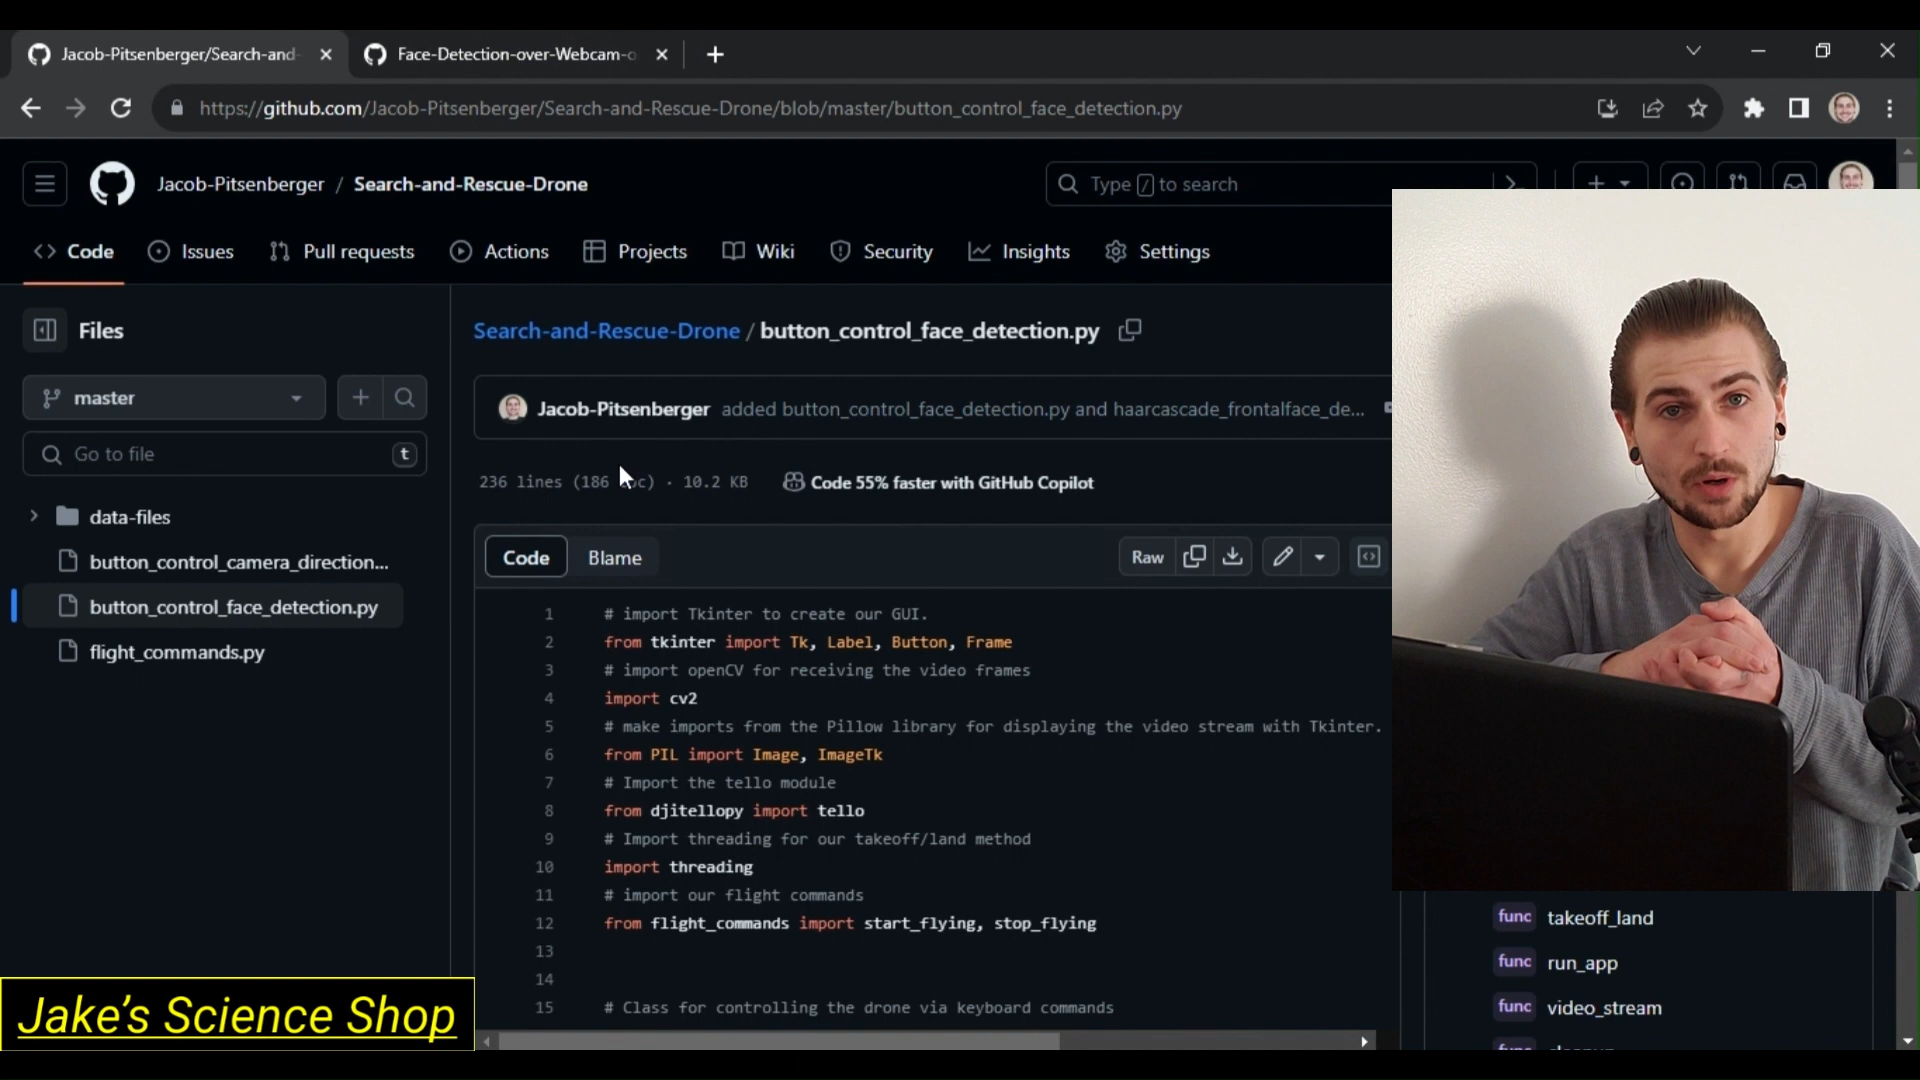 Jacob-Pitsenberger/Search-and-
Face-Detection-over-Webcam-o
https://github.com/Jacob-Pitsenberger/Search-and-Rescue-Drone/blob/master/button_control_face_detection.py
Jacob-Pitsenberger / Search-and-Rescue-Drone
Type / to search
Code
Issues
Pull requests
Actions
Projects
Wiki
Security
Insights
Settings
Files
master
Go to file
t
data-files
button_control_camera_direction...
button_control_face_detection.py
flight_commands.py
Search-and-Rescue-Drone / button_control_face_detection.py
Jacob-Pitsenberger added button_control_face_detection.py and haarcascade_frontalface_de...
236 lines (186 · 10.2 KB
Code 55% faster with GitHub Copilot
Code
Blame
Raw
1 # import Tkinter to create our GUI.
2 from tkinter import Tk, Label, Button, Frame
3 # import openCV for receiving the video frames
4 import cv2
5 # make imports from the Pillow library for displaying the video stream with Tkinter.
6 from PIL import Image, ImageTk
7 # Import the tello module
8 from djitellopy import tello
9 # Import threading for our takeoff/land method
10 import threading
11 # import our flight commands
12 from flight_commands import start_flying, stop_flying
13
14
15 # Class for controlling the drone via keyboard commands
func takeoff_land
func run_app
func video_stream
Jake's Science Shop